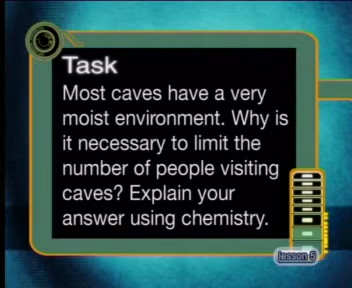 Task
Most caves have a very
moist environment. Why is
it necessary to limit the
number of people visiting
caves? Explain your
answer using chemistry.
lesson 5